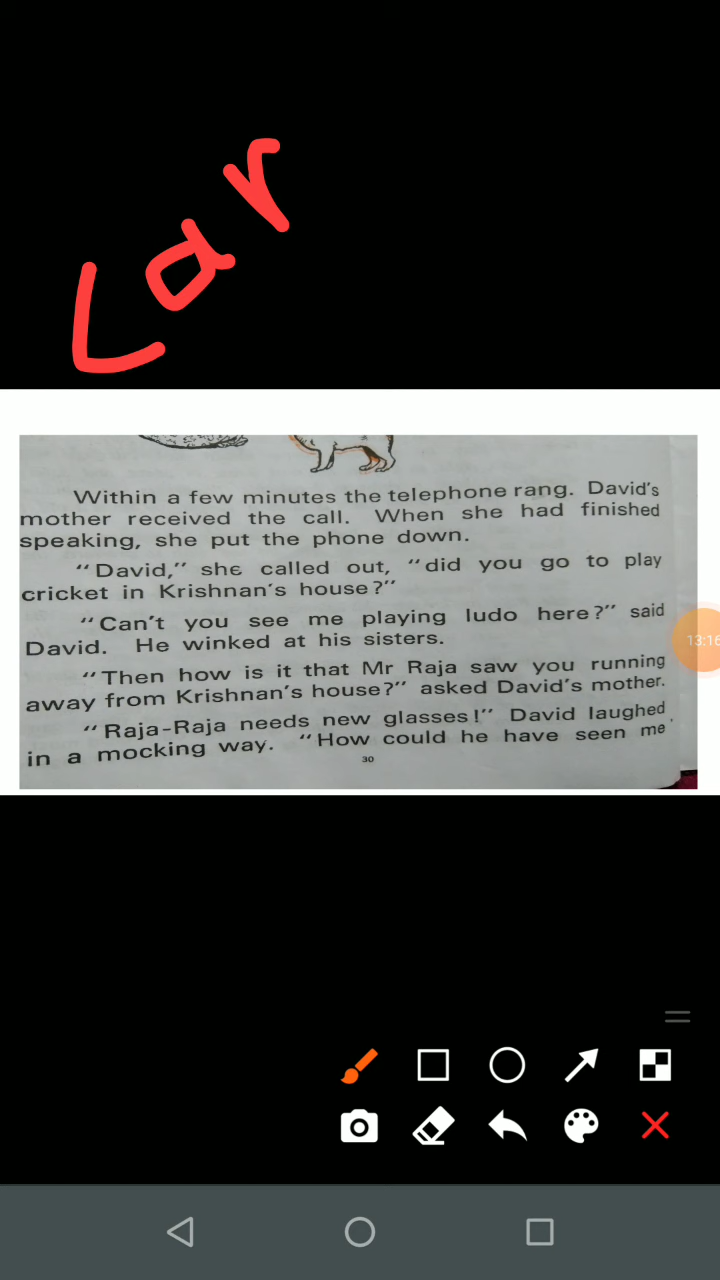 Car
Within a few minutes the telephone rang. David's
mother received the call. When she had finished
speaking, she put the phone down.
"David," she called out, "did you go to play
cricket in Krishnan's house?"
"Can't you see me playing ludo here?" said
David. He winked at his sisters.
"Then how is it that Mr Raja saw you running
away from Krishnan's house?" asked David's mother.
"Raja-Raja needs new glasses!" David laughed
in a mocking way. "How could he have seen me
30
13:16